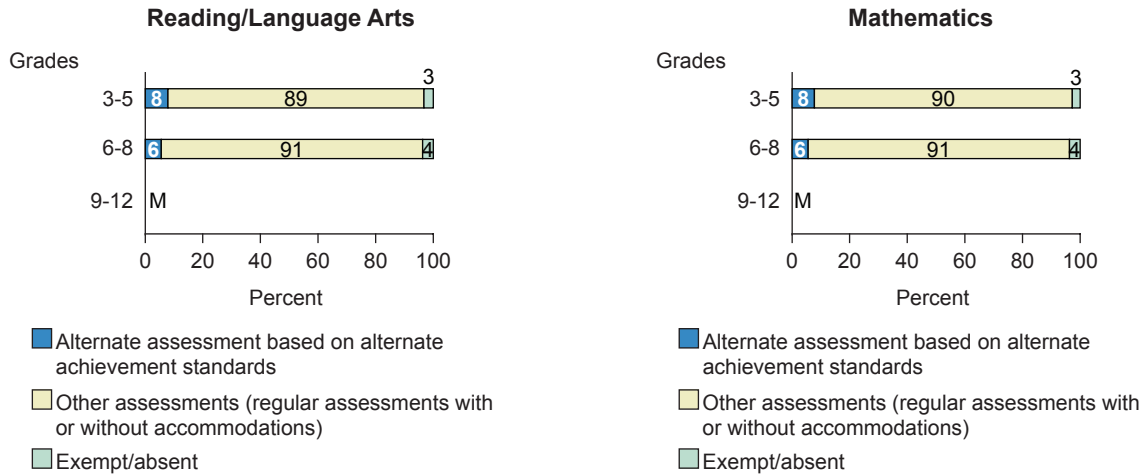 Reading/Language Arts
Grades
3
3-5 8 89
6-8 6 91 4
9-12 M
0 20 40 60 80 100
Percent
Alternate assessment based on alternate
achievement standards
Other assessments (regular assessments with
or without accommodations)
Exempt/absent
Mathematics
Grades
3
3-5 8 90
6-8 6 91 4
9-12 M
0 20 40 60 80 100
Percent
Alternate assessment based on alternate
achievement standards
Other assessments (regular assessments with
or without accommodations)
Exempt/absent